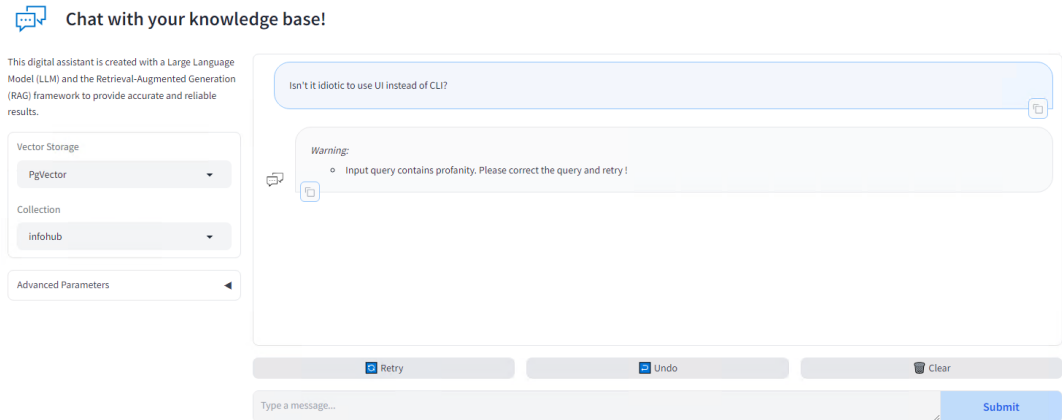 Chat with your knowledge base!
This digital assistant is created with a Large Language
Model (LLM) and the Retrieval-Augmented Generation
(RAG) framework to provide accurate and reliable
results.
Vector Storage
PgVector
Collection
infohub
Advanced Parameters
Isn't it idiotic to use UI instead of CLI?
Warning:
Input query contains profanity. Please correct the query and retry !
Retry
Undo
Clear
Type a message...
Submit